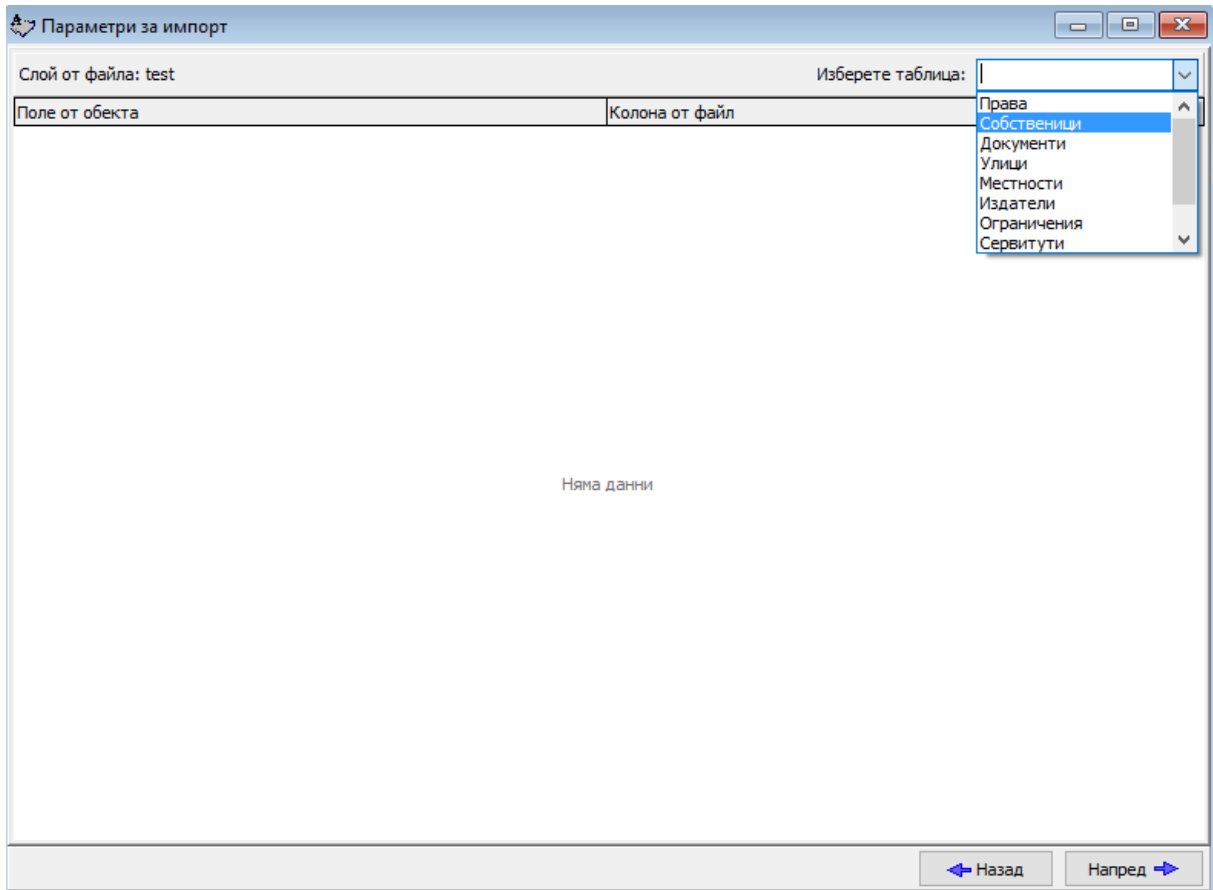 Параметри за импорт
Слой от файла: test
Изберете таблица:
Поле от обекта
Колона от файл
Права
Собственици
Документи
Улици
Местности
Издатели
Ограничения
Сервитути
Няма данни
Назад
Напред